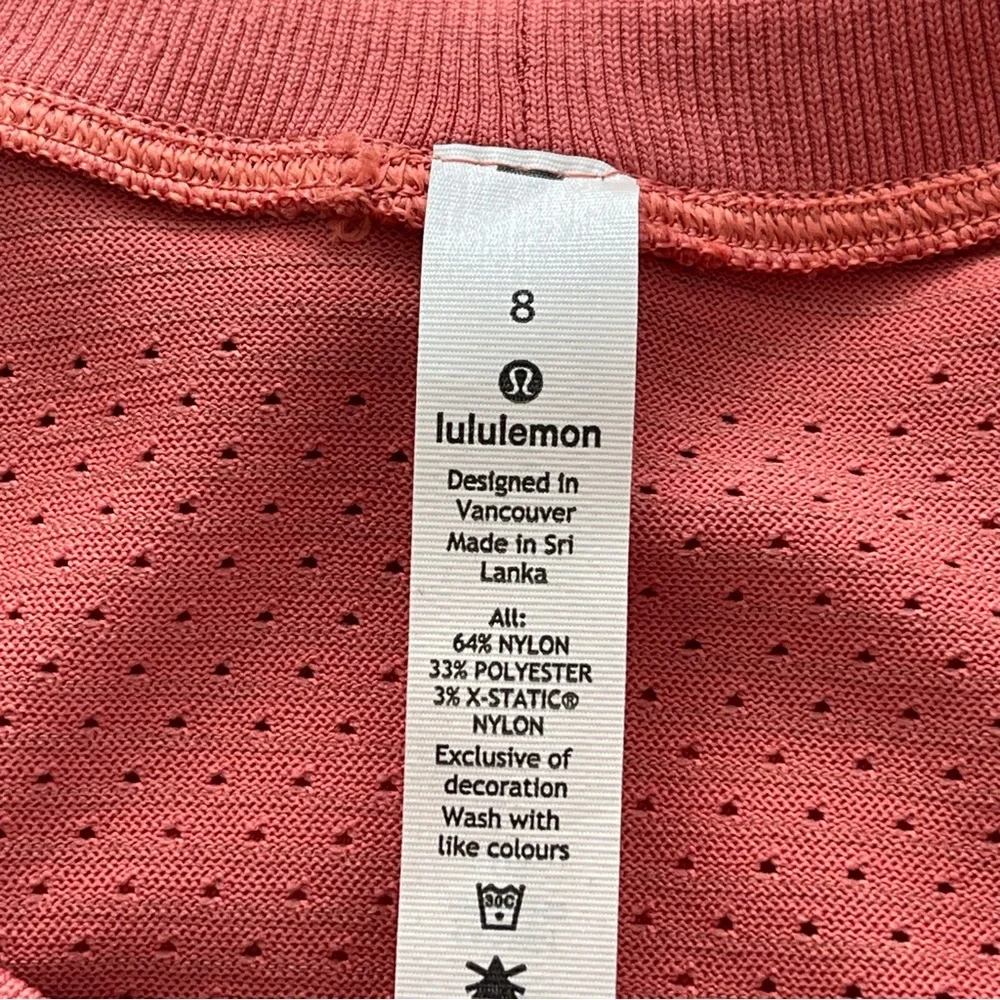 8
lululemon
Designed in
Vancouver
Made in Sri
Lanka
All:
64% NYLON
33% POLYESTER
3% X-STATIC®
NYLON
Exclusive of
decoration
Wash with
like colours
30C